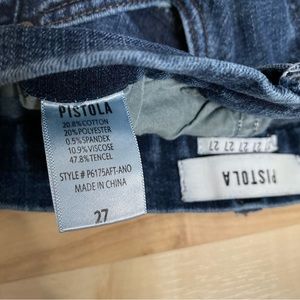 PISTOLA
20.8%COTTON
20%POLYESTER
0.5%SPANDEX
10.9%VISCOSE
47.8%TENCEL
STYLE # P6175AFT-ANO
MADE IN CHINA
27
27 27 27 27
PISTOLA